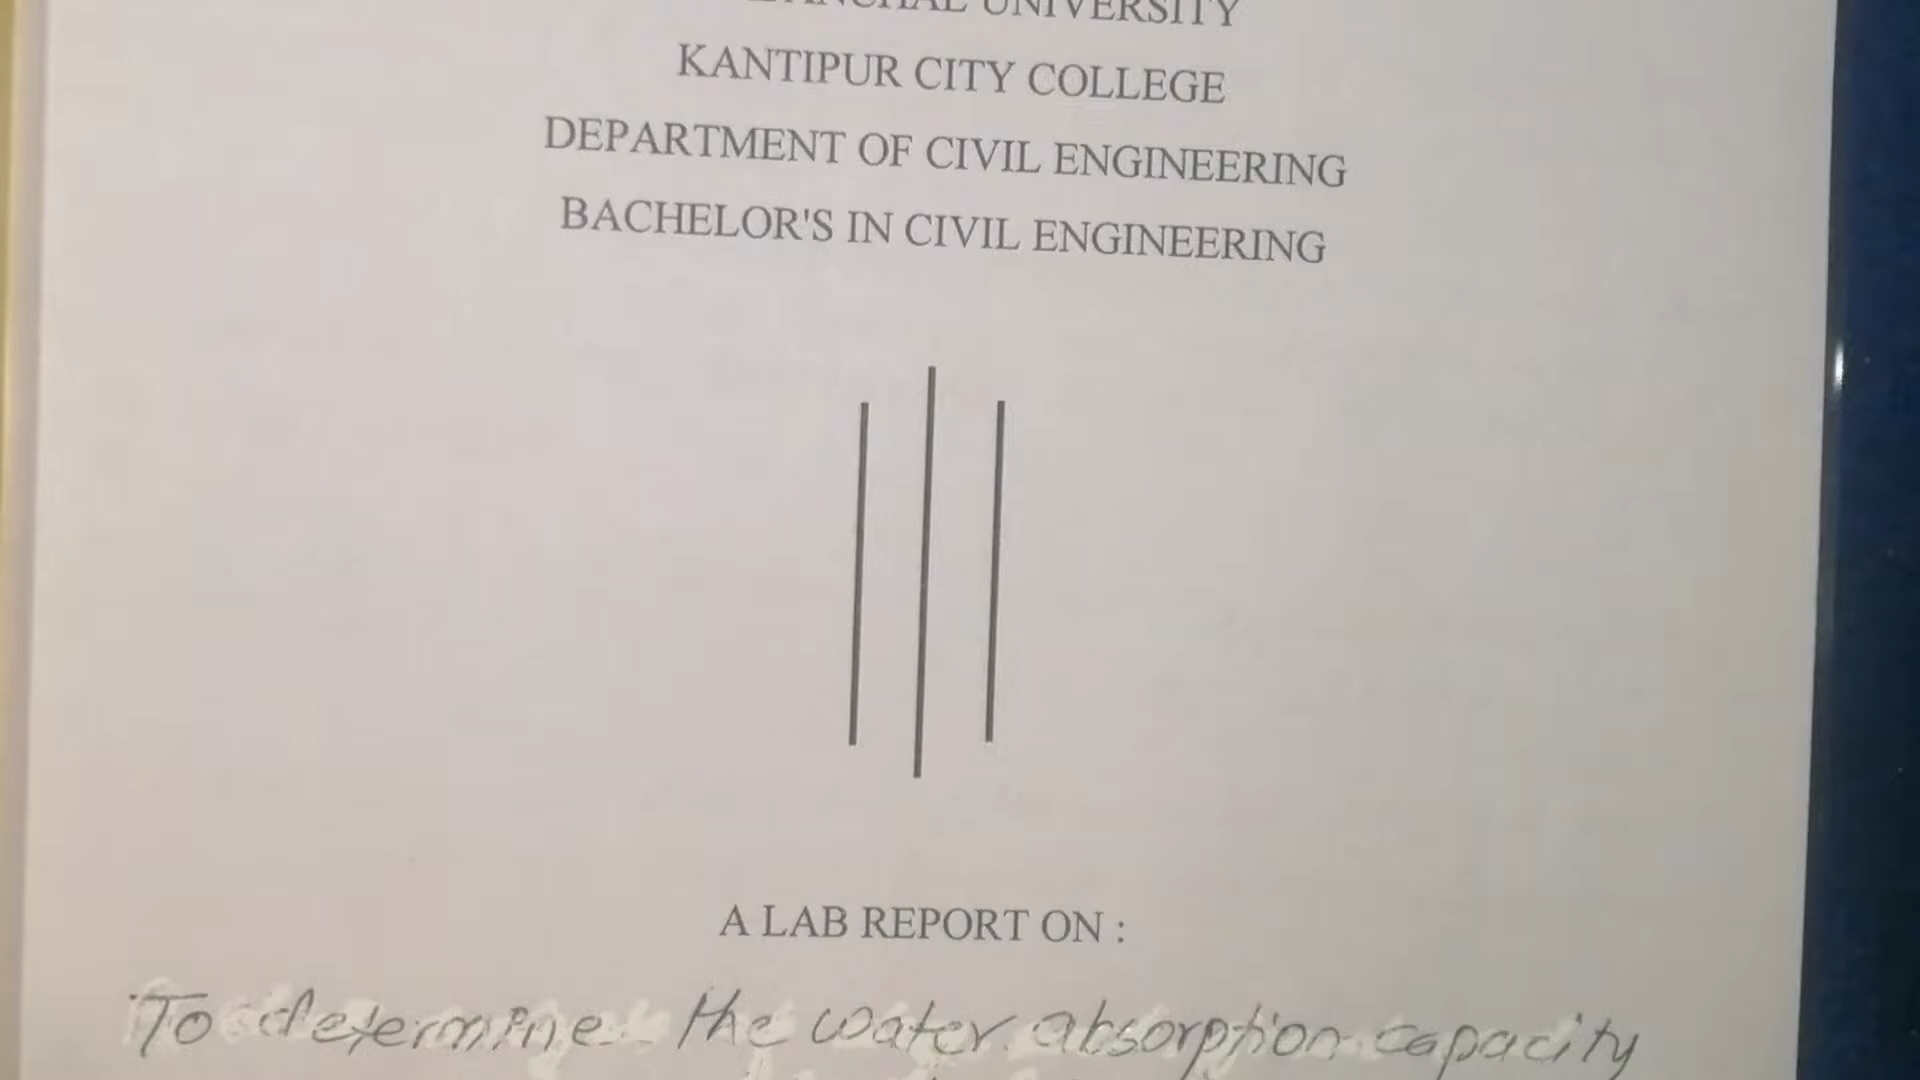 UNIVERSITY
KANTIPUR CITY COLLEGE
DEPARTMENT OF CIVIL ENGINEERING
BACHELOR'S IN CIVIL ENGINEERING
A LAB REPORT ON :
To determine the water absorption capacity